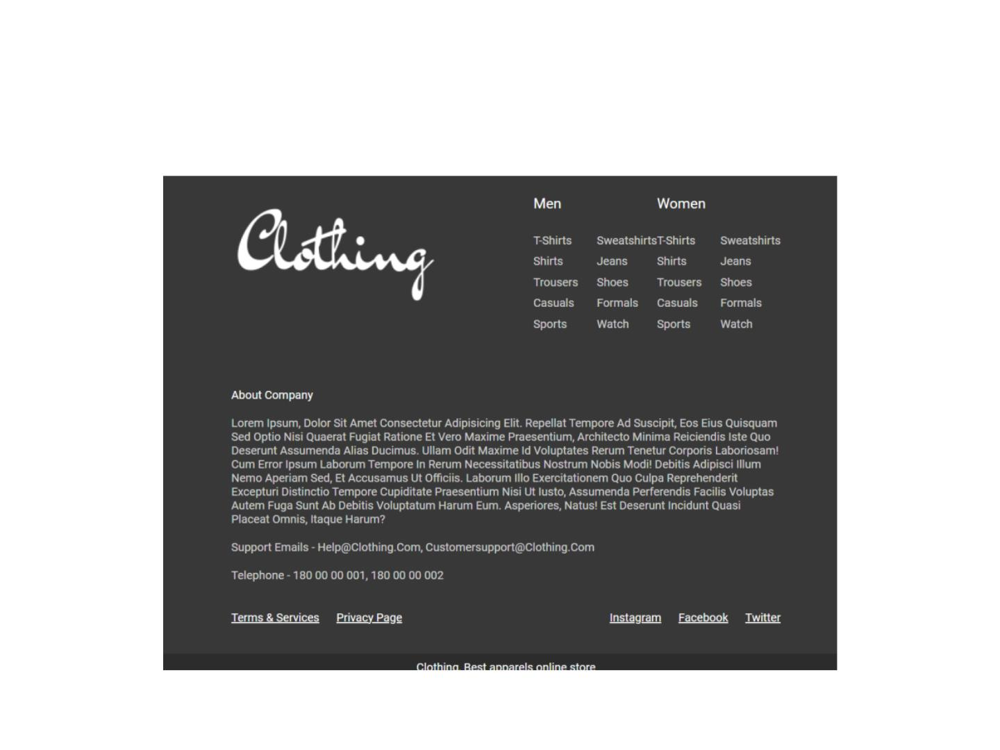 Clothing
Men
T-Shirts
Shirts
Trousers
Casuals
Sports
Sweatshirts
Jeans
Shoes
Formals
Watch
Women
T-Shirts
Shirts
Trousers
Casuals
Sports
Sweatshirts
Jeans
Shoes
Formals
Watch
About Company
Lorem Ipsum, Dolor Sit Amet Consectetur Adipisicing Elit. Repellat Tempore Ad Suscipit, Eos Eius Quisquam
Sed Optio Nisi Quaerat Fugiat Ratione Et Vero Maxime Praesentium, Architecto Minima Reiciendis Iste Quo
Deserunt Assumenda Alias Ducimus. Ullam Odit Maxime Id Voluptates Rerum Tenetur Corporis Laboriosam!
Cum Error Ipsum Laborum Tempore In Rerum Necessitatibus Nostrum Nobis Modi! Debitis Adipisci Illum
Nemo Aperiam Sed, Et Accusamus Ut Officiis. Laborum Illo Exercitationem Quo Culpa Reprehenderit
Excepturi Distinctio Tempore Cupiditate Praesentium Nisi Ut Iusto, Assumenda Perferendis Facilis Voluptas
Autem Fuga Sunt Ab Debitis Voluptatum Harum Eum. Asperiores, Natus! Est Deserunt Incidunt Quasi
Placeat Omnis, Itaque Harum?
Support Emails - Help@Clothing.Com, Customersupport@Clothing.Com
Telephone - 180 00 00 001, 180 00 00 002
Terms & Services Privacy Page Instagram Facebook Twitter
Clothing, Best apparels online store